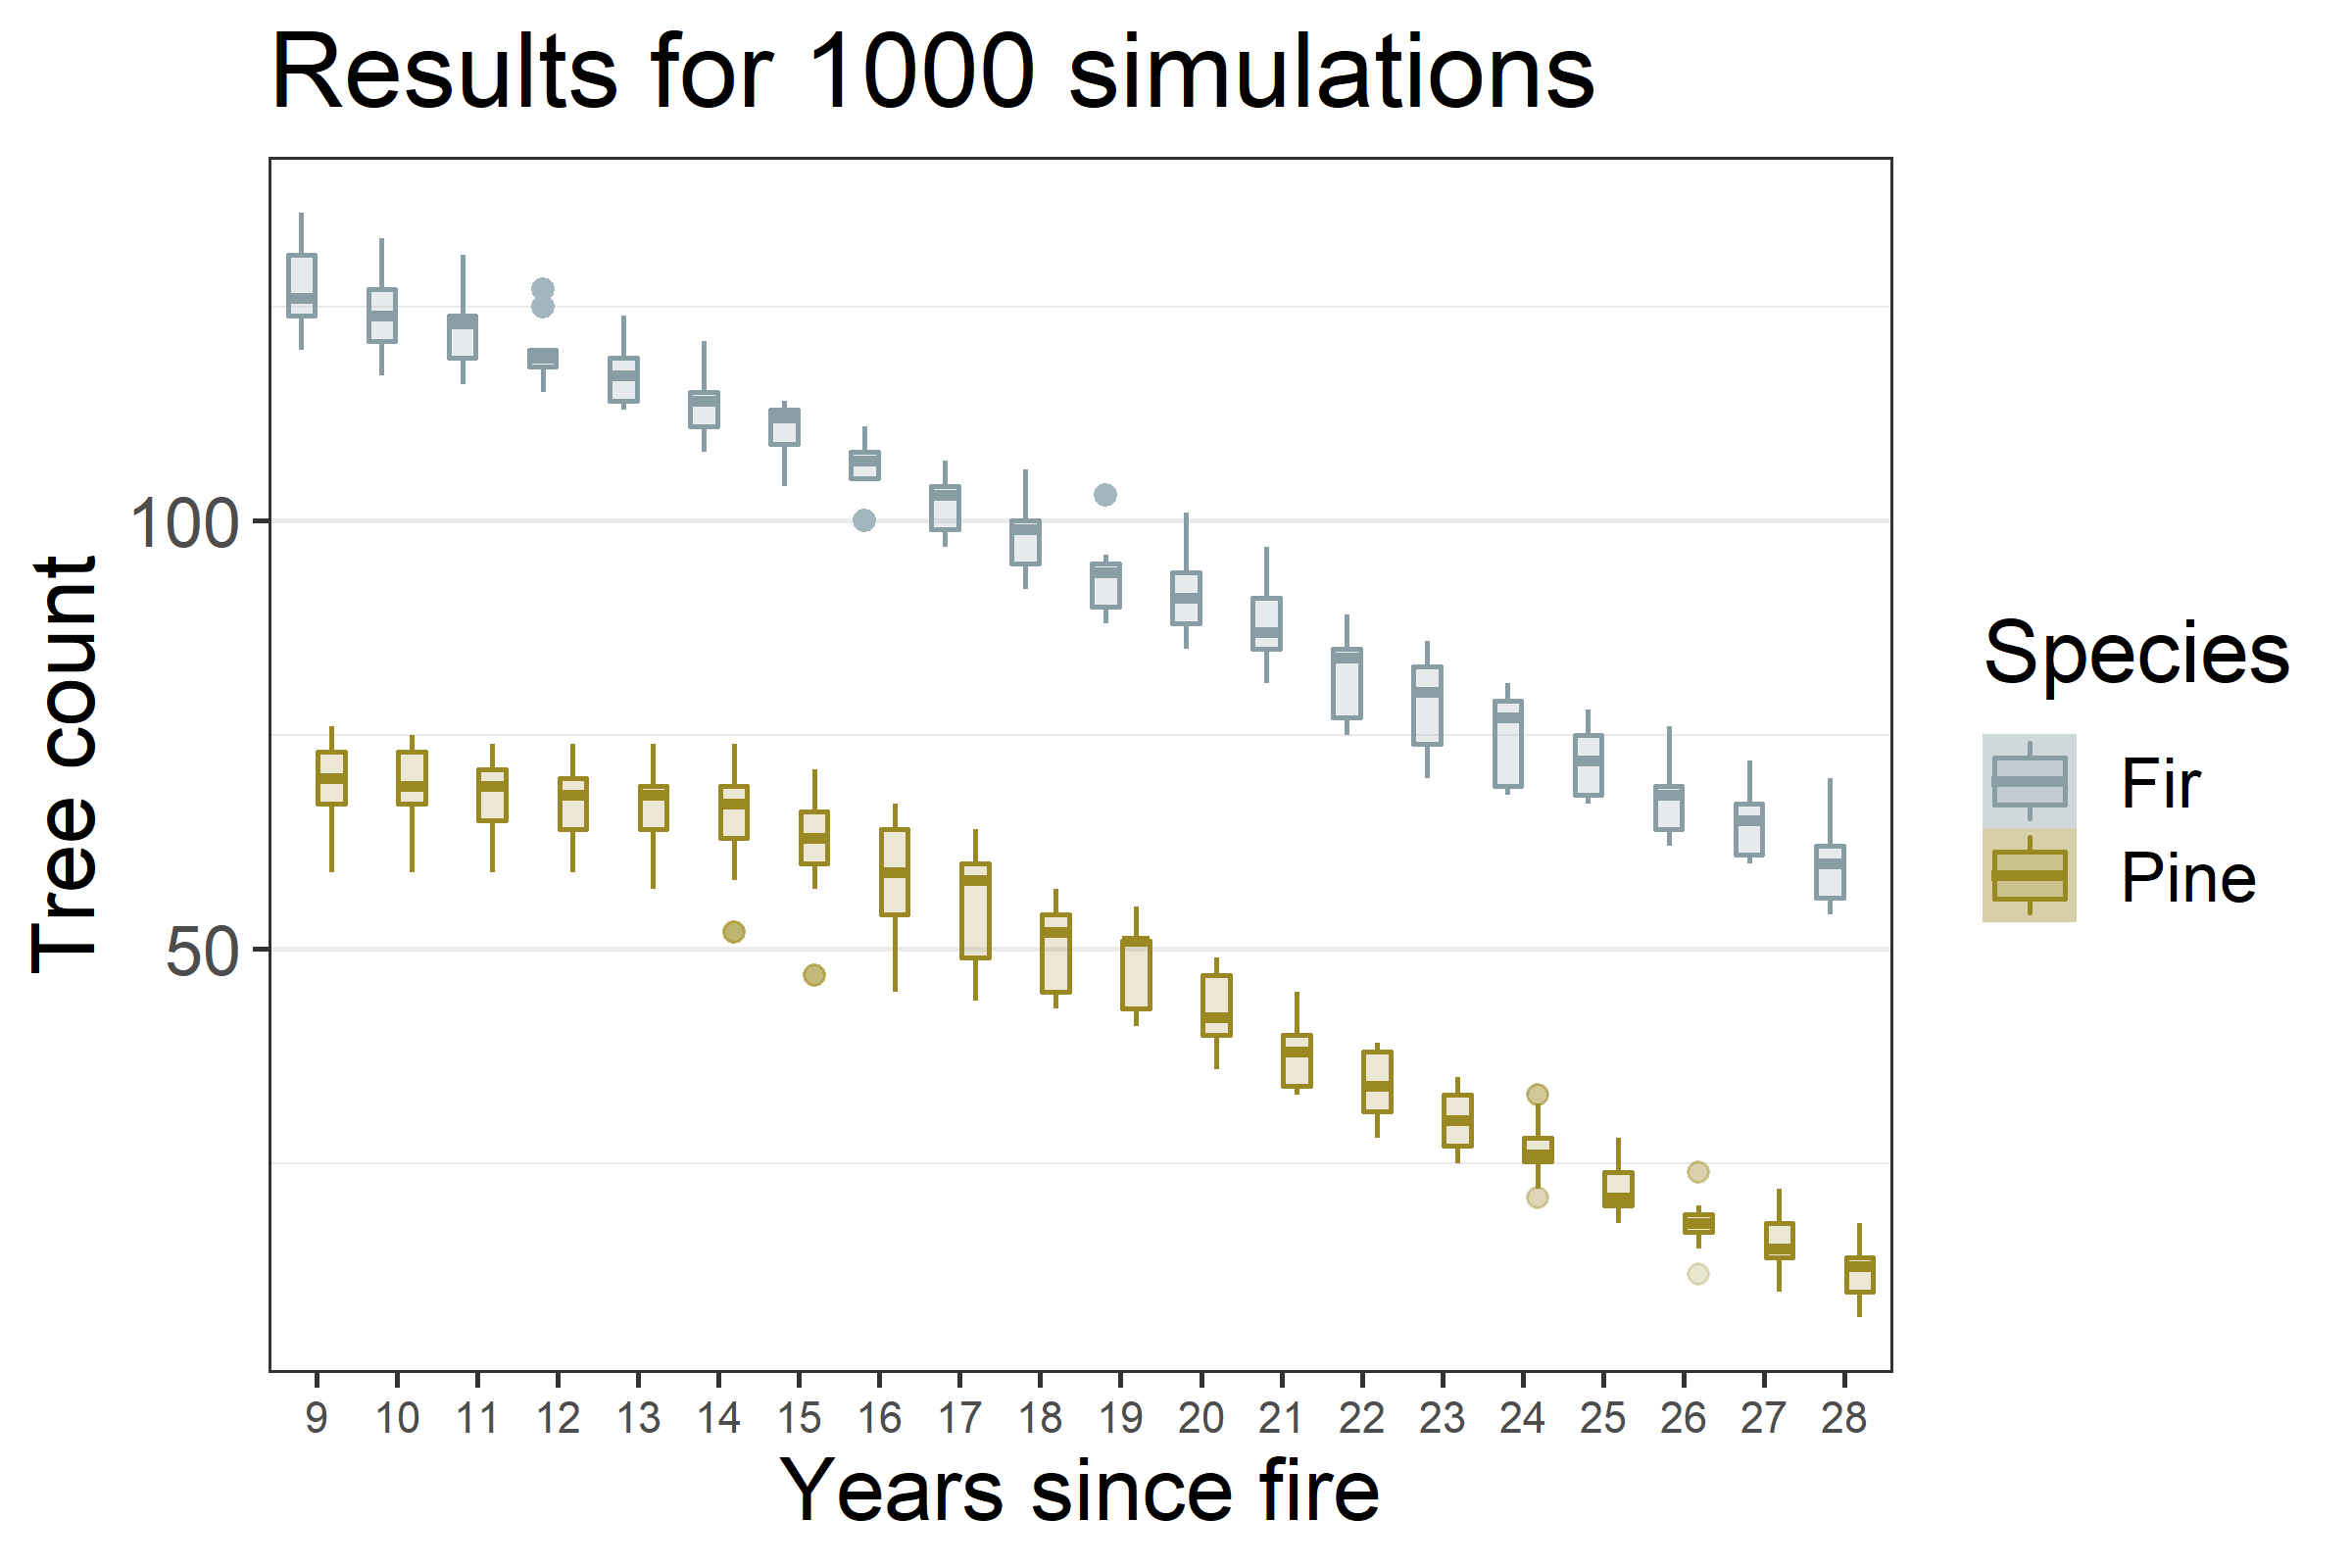 Results for 1000 simulations
Tree count
100
50
9 10 11 12 13 14 15 16 17 18 19 20 21 22 23 24 25 26 27 28
Years since fire
Species
Fir
Pine